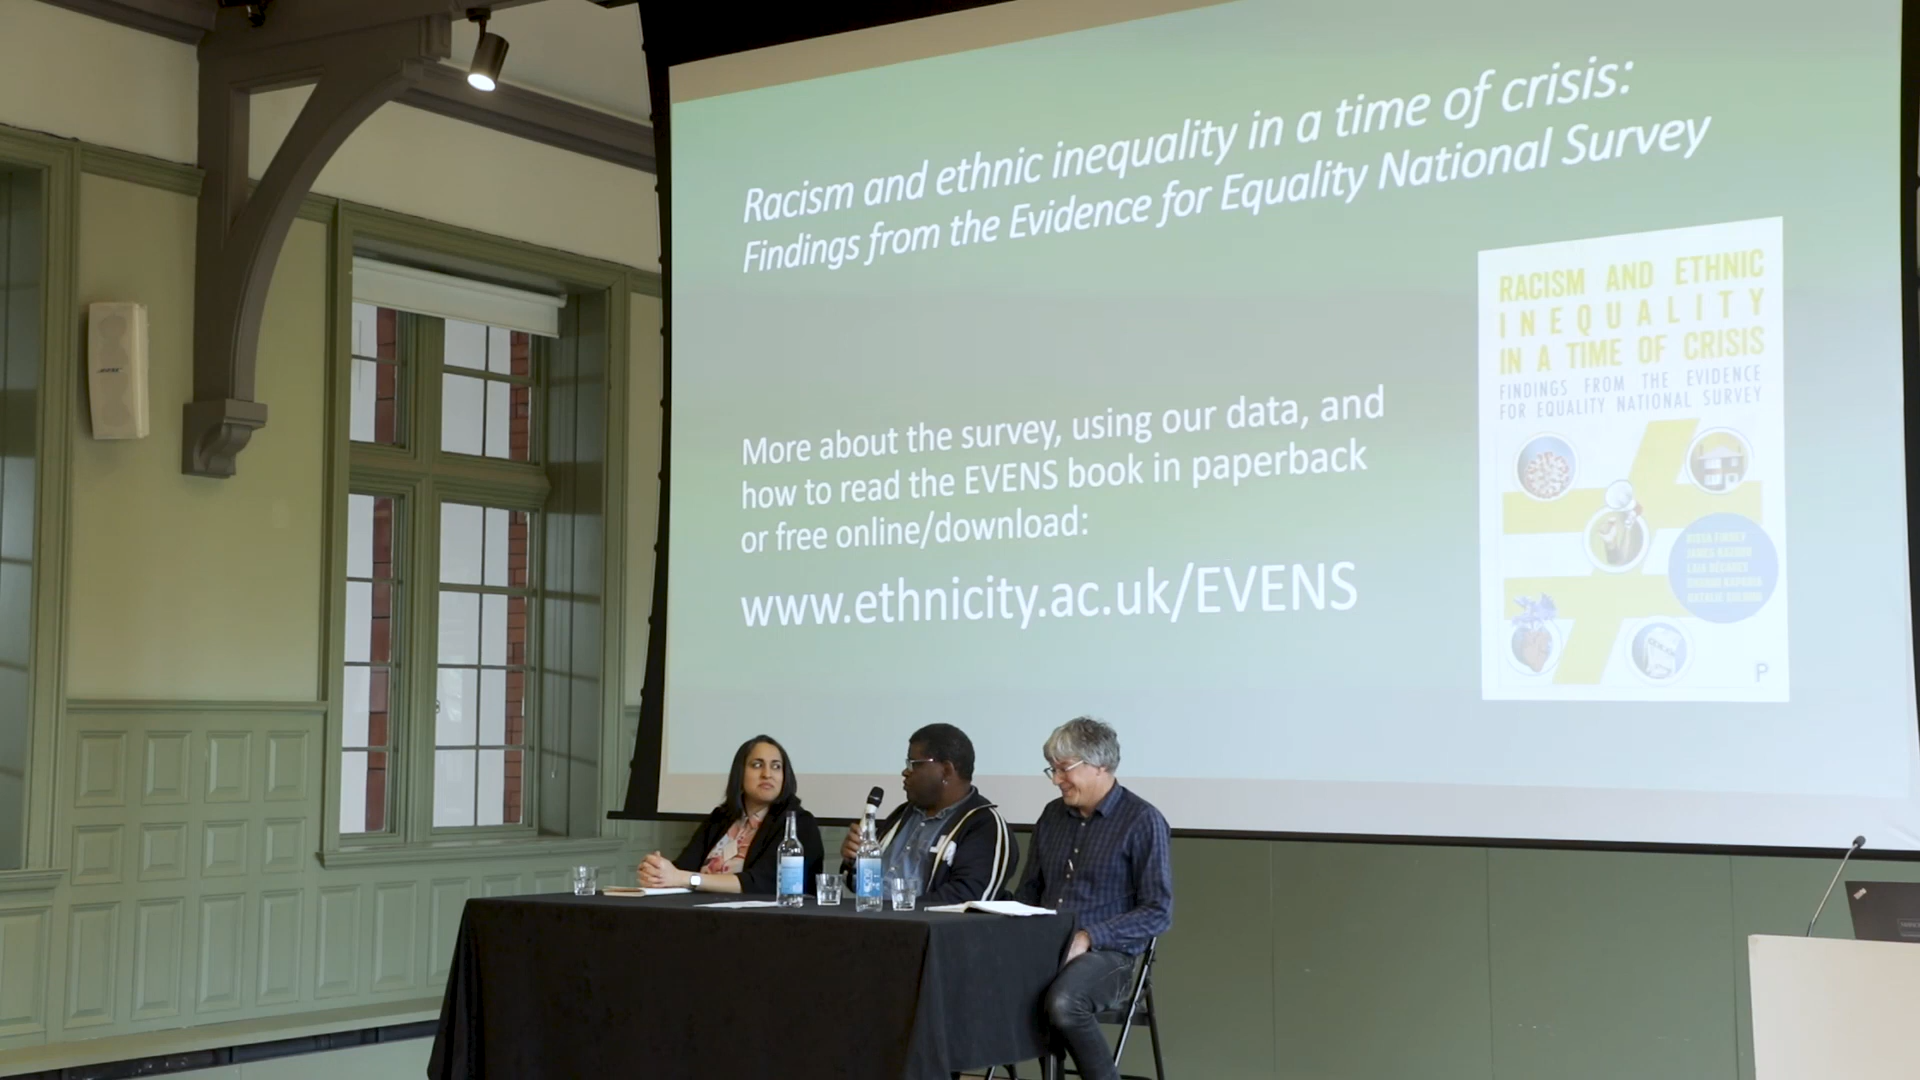 Racism and ethnic inequality in a time of crisis:
Findings from the Evidence for Equality National Survey
More about the survey, using our data, and
how to read the EVENS book in paperback
or free online/download:
www.ethnicity.ac.uk/EVENS
RACISM AND ETHNIC
INEQUALITY
IN A TIME OF CRISIS
FINDINGS FROM THE EVIDENCE
FOR EQUALITY NATIONAL SURVEY
P